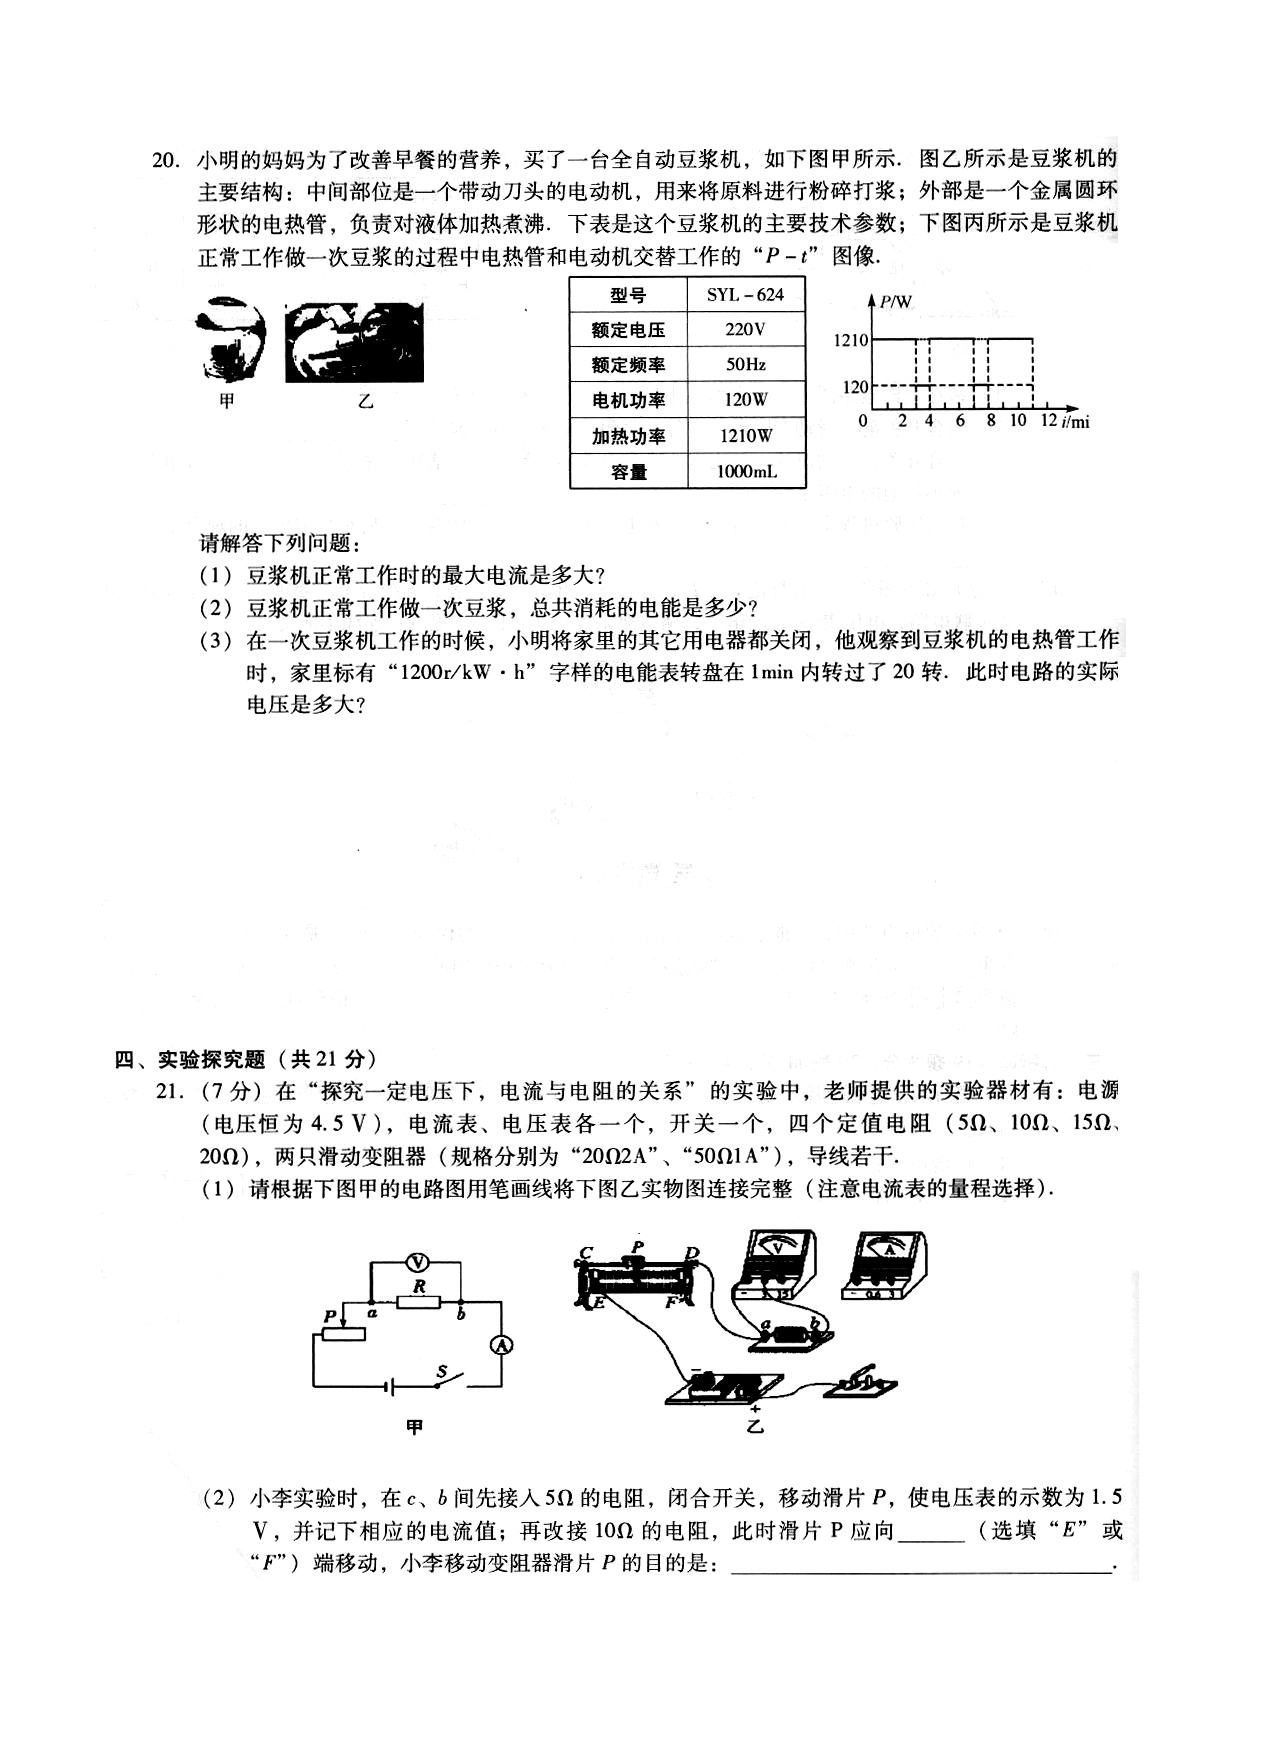 20. 小明的妈妈为了改善早餐的营养，买了一台全自动豆浆机，如下图甲所示．图乙所示是豆浆机的
主要结构：中间部位是一个带动刀头的电动机，用来将原料进行粉碎打浆；外部是一个金属圆环
形状的电热管，负责对液体加热煮沸．下表是这个豆浆机的主要技术参数；下图丙所示是豆浆机
正常工作做一次豆浆的过程中电热管和电动机交替工作的“P－t”图像．
甲
乙
型号 SYL－624
额定电压 220V
额定频率 50Hz
电机功率 120W
加热功率 1210W
容量 1000mL
P/W
1210
120
0 2 4 6 8 10 12 t/mi
请解答下列问题：
（1）豆浆机正常工作时的最大电流是多大？
（2）豆浆机正常工作做一次豆浆，总共消耗的电能是多少？
（3）在一次豆浆机工作的时候，小明将家里的其它用电器都关闭，他观察到豆浆机的电热管工作
时，家里标有“1200r/kW·h”字样的电能表转盘在1min内转过了20转．此时电路的实际
电压是多大？
四、实验探究题（共21分）
21.（7分）在“探究一定电压下，电流与电阻的关系”的实验中，老师提供的实验器材有：电源
（电压恒为4.5 V），电流表、电压表各一个，开关一个，四个定值电阻（5Ω、10Ω、15Ω、
20Ω），两只滑动变阻器（规格分别为“20Ω2A”、“50Ω1A”），导线若干．
（1）请根据下图甲的电路图用笔画线将下图乙实物图连接完整（注意电流表的量程选择）．
V
R
P a b
A
S
甲
C P D
E F
V
－ 3 15
A
－ 0.6 3
a b
－
+
乙
（2）小李实验时，在c、b间先接入5Ω的电阻，闭合开关，移动滑片P，使电压表的示数为1.5
V，并记下相应的电流值；再改接10Ω的电阻，此时滑片P应向______（选填“E”或
“F”）端移动，小李移动变阻器滑片P的目的是：__________________________________．